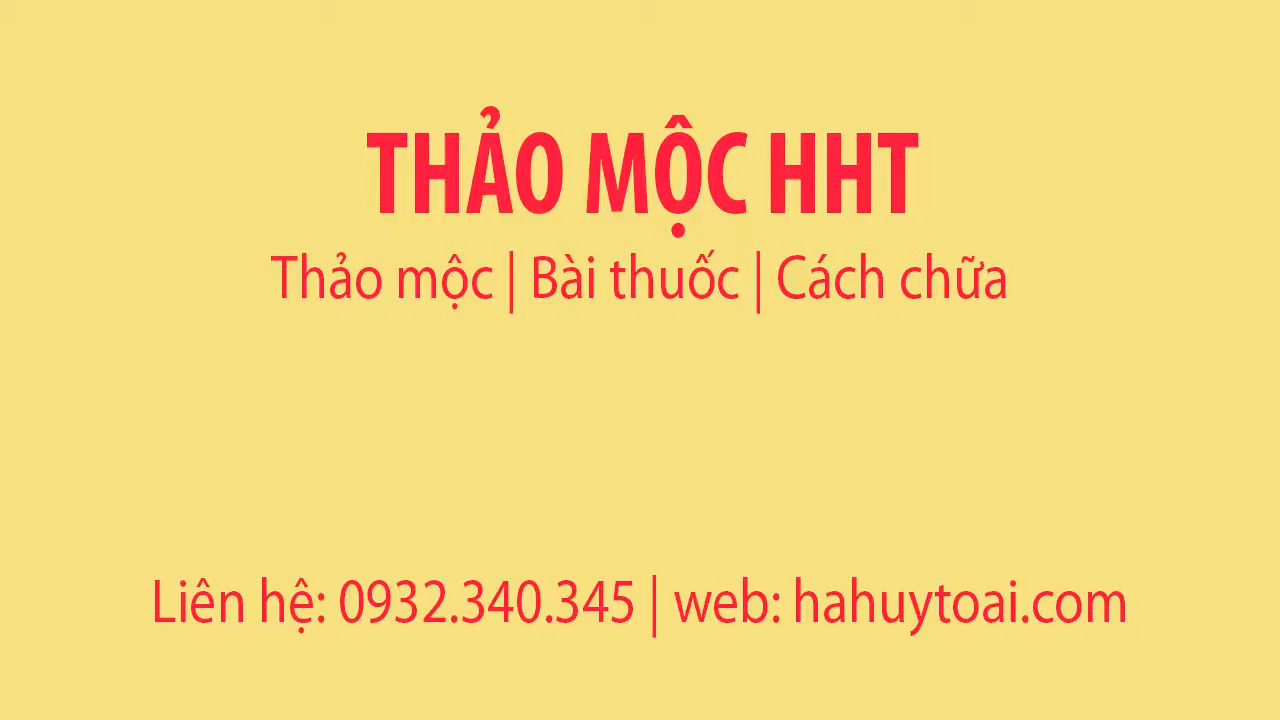 THẢO MỘC HHT
Thảo mộc | Bài thuốc | Cách chữa
Liên hệ: 0932.340.345 | web: hahuytoai.com